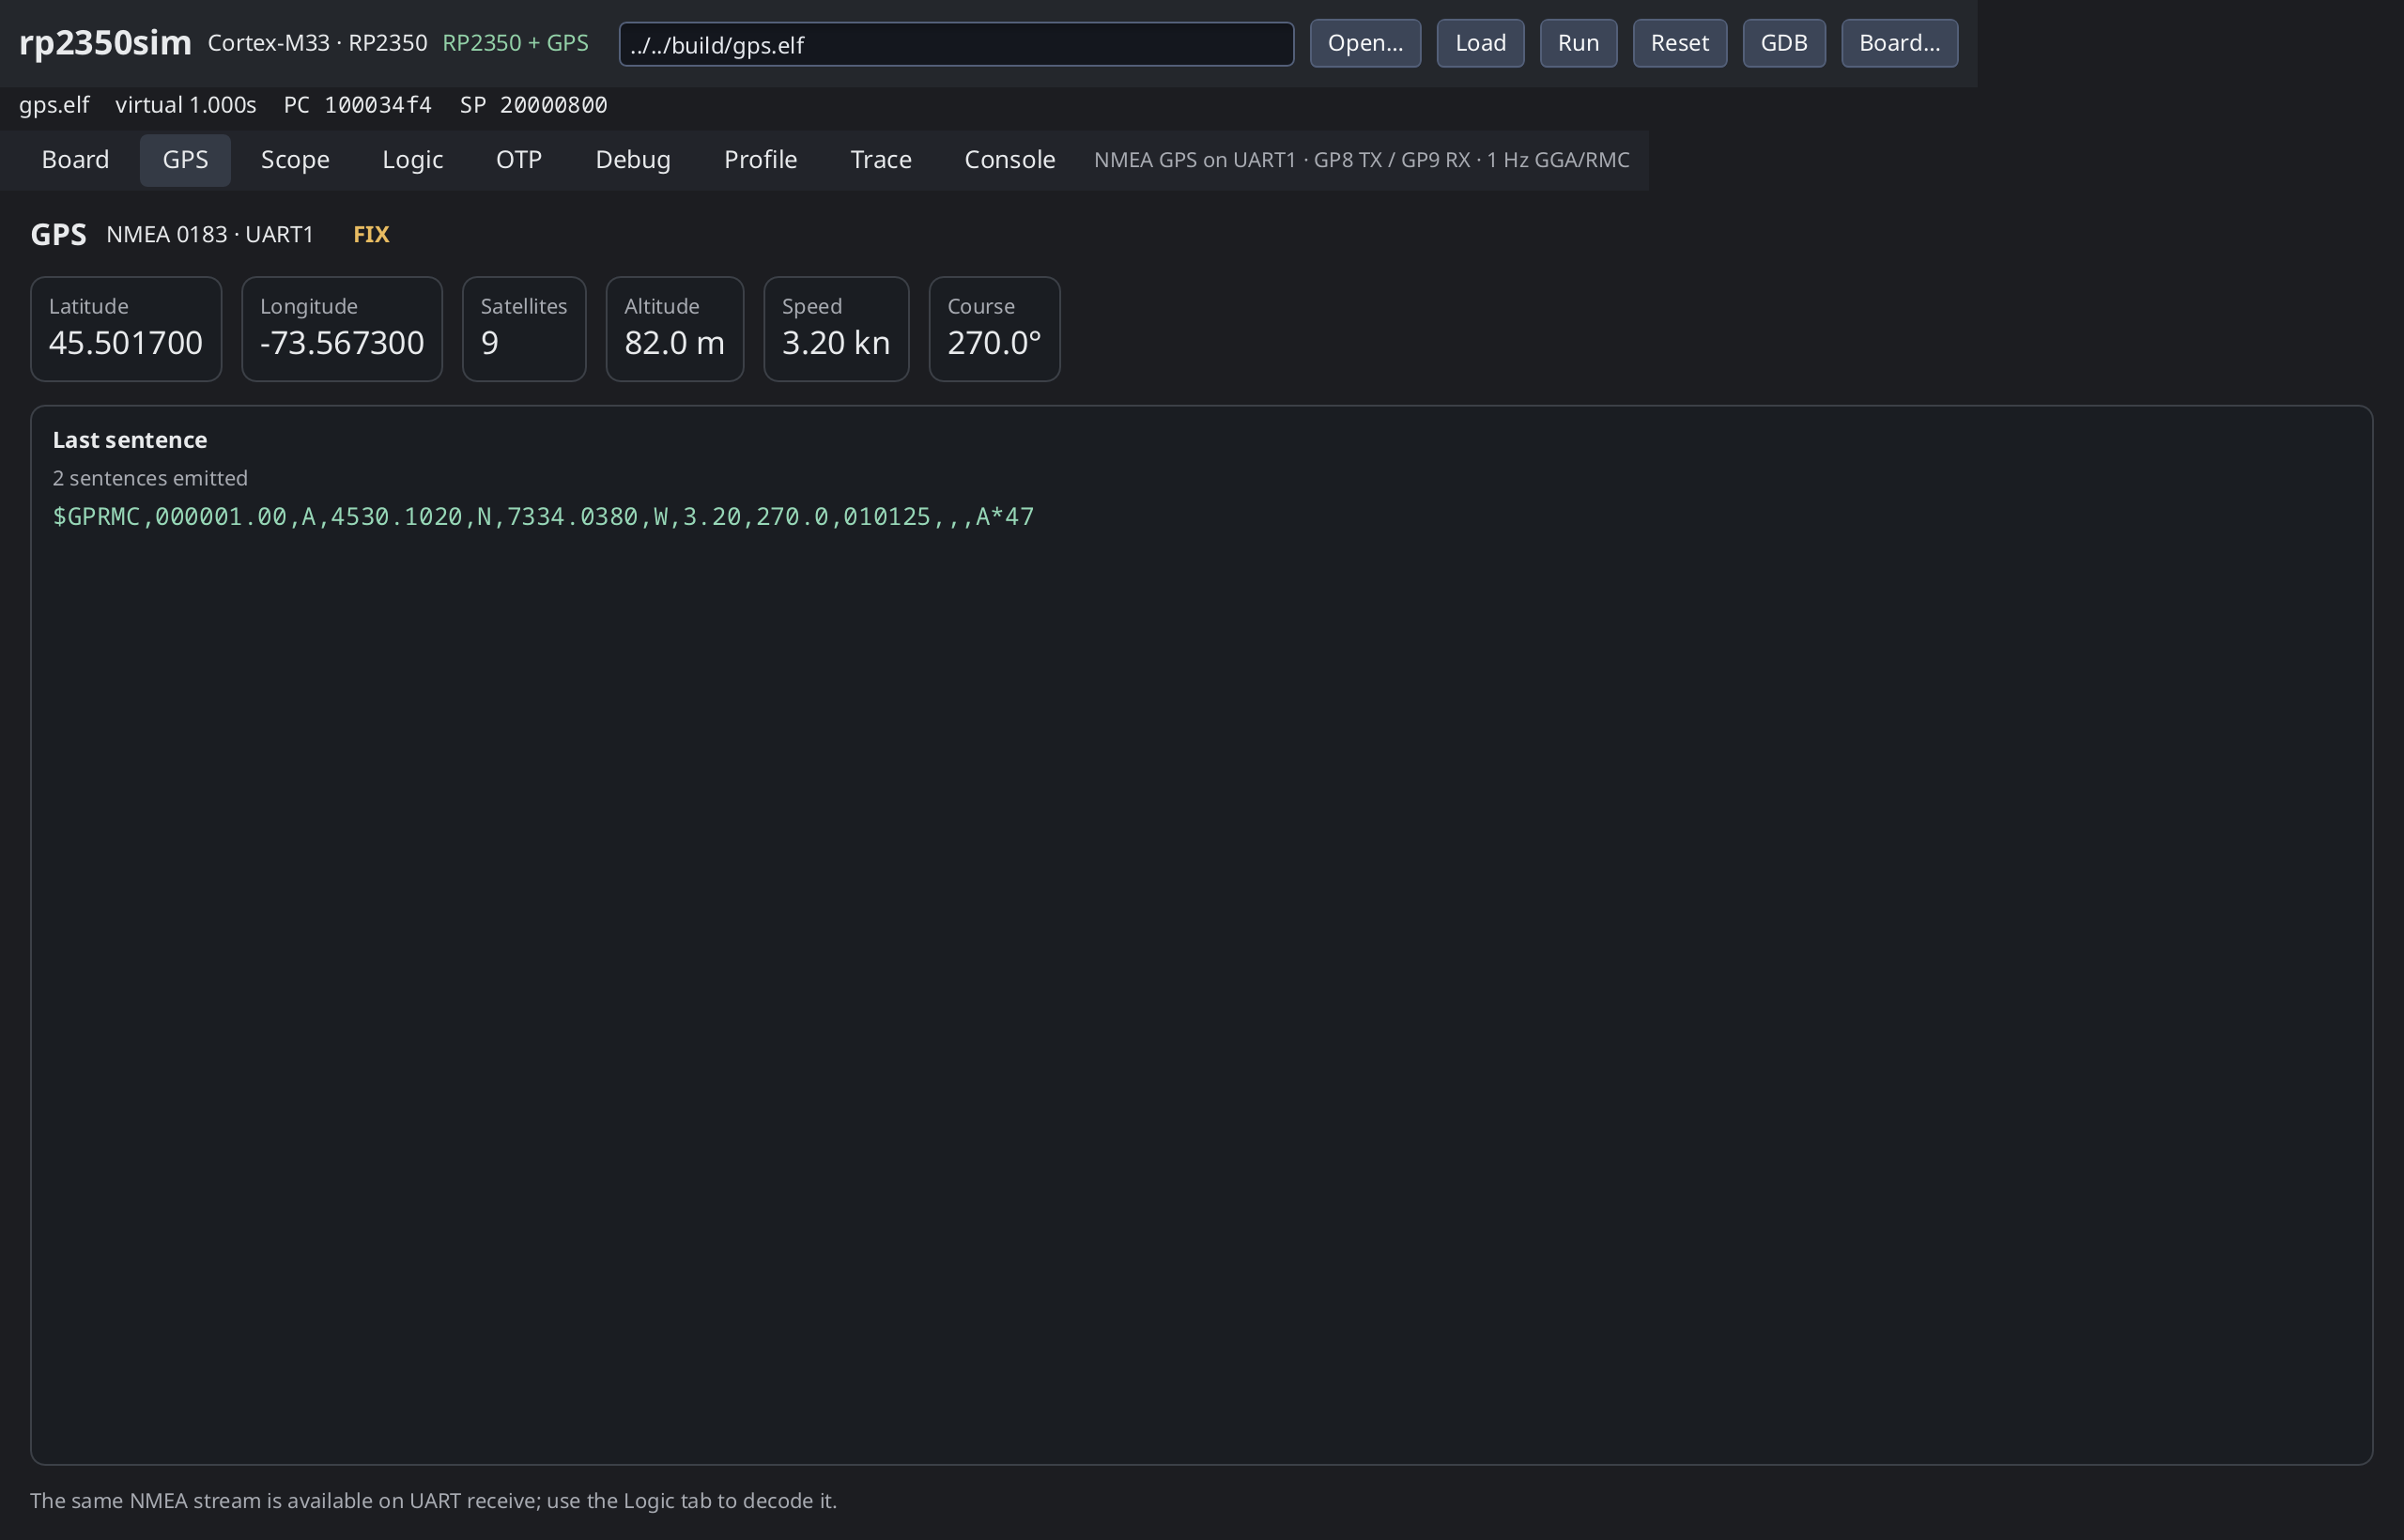 rp2350sim Cortex-M33 · RP2350 RP2350 + GPS ../../build/gps.elf Open... Load Run Reset GDB Board...
gps.elf virtual 1.000s PC 100034f4 SP 20000800
Board GPS Scope Logic OTP Debug Profile Trace Console NMEA GPS on UART1 · GP8 TX / GP9 RX · 1 Hz GGA/RMC
GPS NMEA 0183 · UART1 FIX
Latitude Longitude Satellites Altitude Speed Course
45.501700 -73.567300 9 82.0 m 3.20 kn 270.0°
Last sentence
2 sentences emitted
$GPRMC,000001.00,A,4530.1020,N,7334.0380,W,3.20,270.0,010125,,,A*47
The same NMEA stream is available on UART receive; use the Logic tab to decode it.